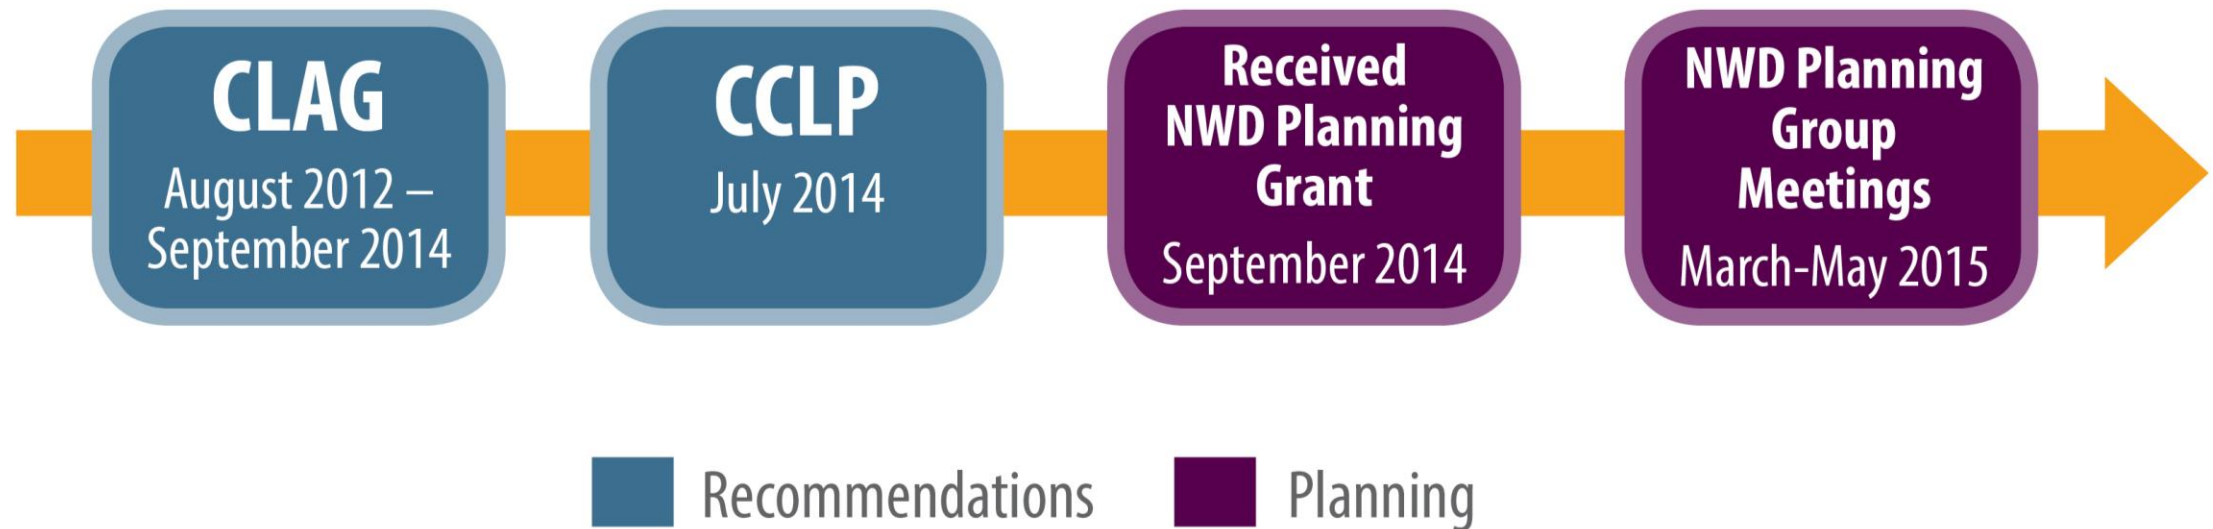 CLAG
August 2012 –
September 2014
CCLP
July 2014
Received
NWD Planning
Grant
September 2014
NWD Planning
Group
Meetings
March-May 2015
Recommendations
Planning